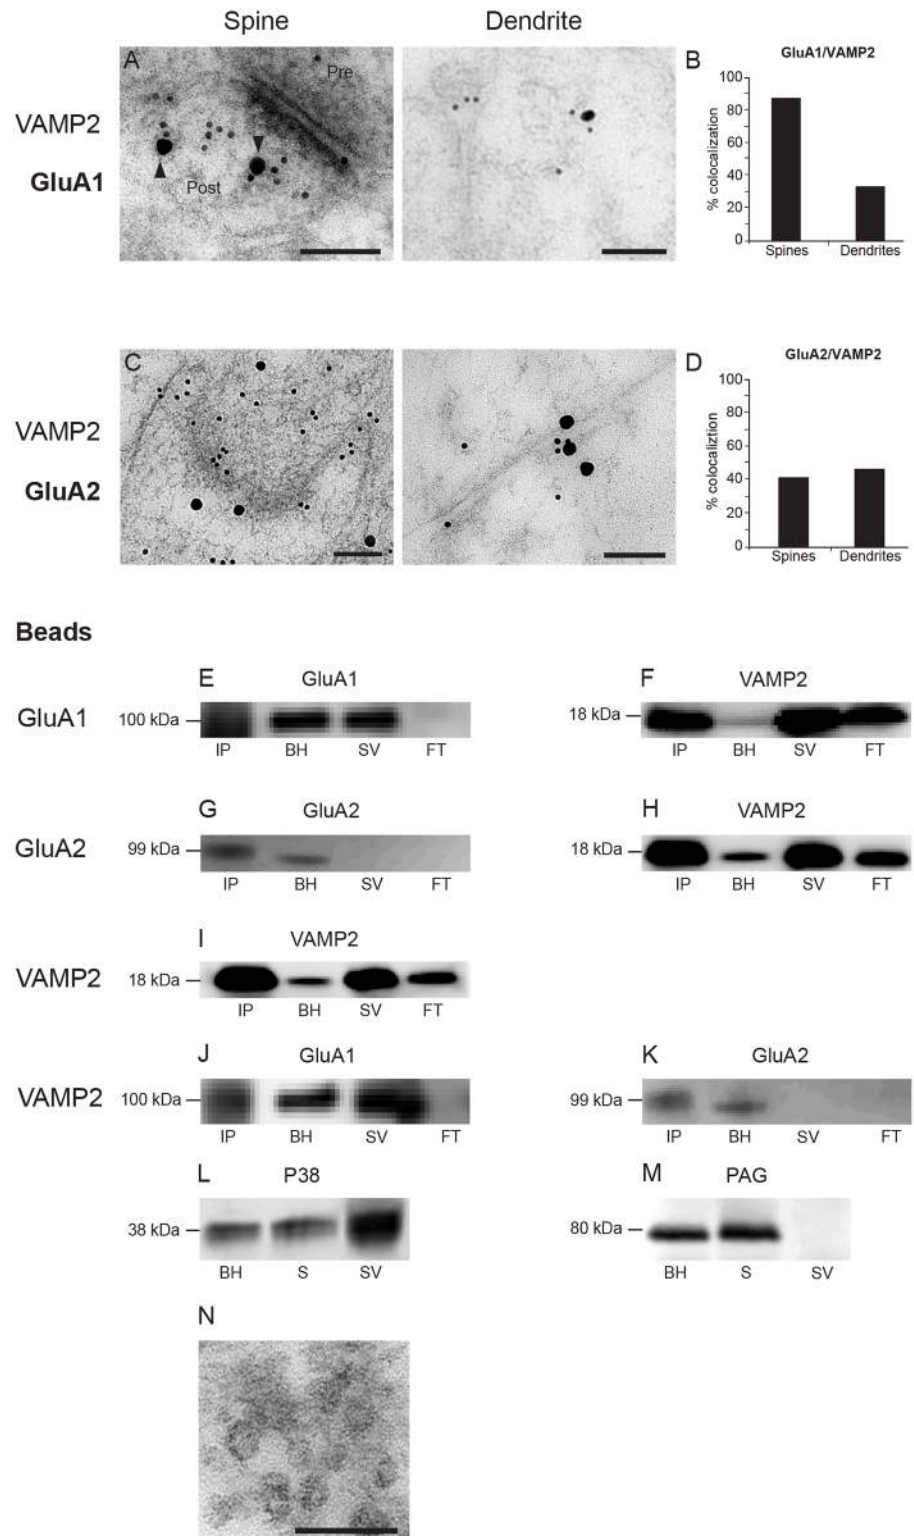 Spine Dendrite
A Pre B GluA1/VAMP2
VAMP2
GluA1
Post
% colocalization
100
80
60
40
20
0
Spines Dendrites
C D GluA2/VAMP2
VAMP2
GluA2
% colocaliztion
100
80
60
40
20
0
Spines Dendrites
Beads
E GluA1 F VAMP2
GluA1 100 kDa 18 kDa
IP BH SV FT IP BH SV FT
G GluA2 H VAMP2
GluA2 99 kDa 18 kDa
IP BH SV FT IP BH SV FT
I VAMP2
VAMP2 18 kDa
IP BH SV FT
J GluA1 K GluA2
VAMP2 100 kDa 99 kDa
IP BH SV FT IP BH SV FT
L P38 M PAG
38 kDa 80 kDa
BH S SV BH S SV
N